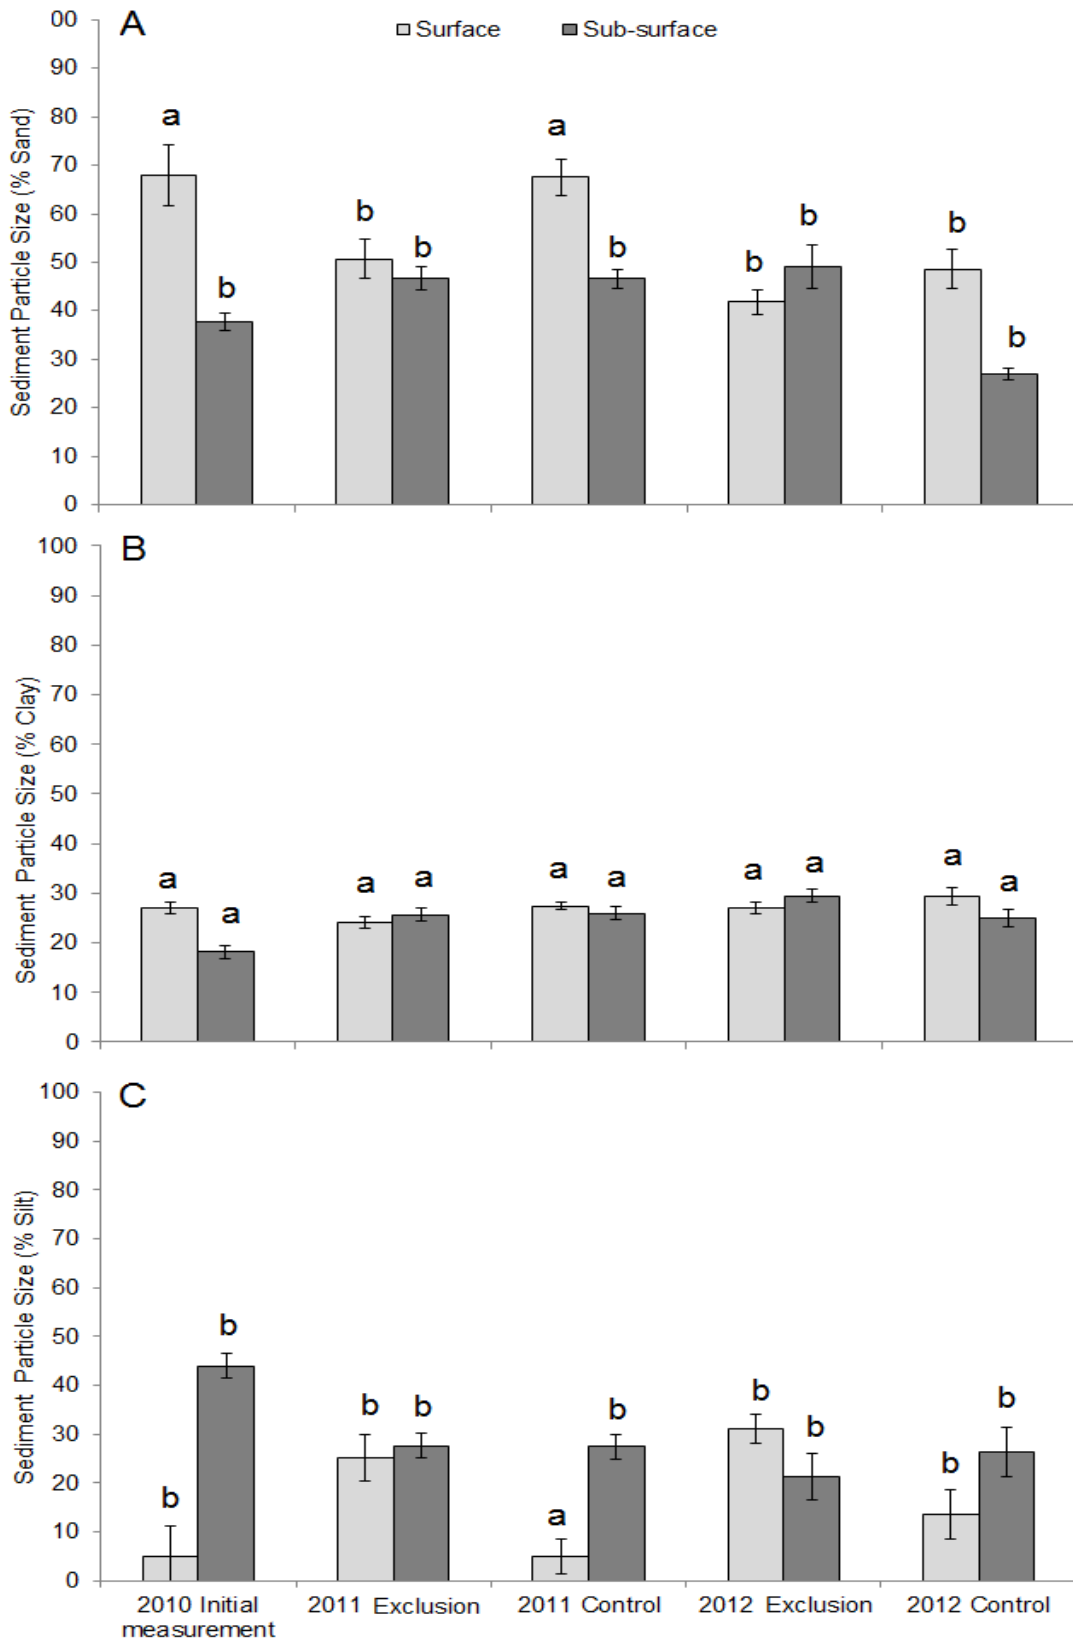 A
Surface Sub-surface
Sediment Particle Size (% Sand)
00
90
80
70
60
50
40
30
20
10
0
a b b b a b b b b b
B
Sediment Particle Size (% Clay)
100
90
80
70
60
50
40
30
20
10
0
a a a a a a a a a a
C
Sediment Particle Size (% Silt)
100
90
80
70
60
50
40
30
20
10
0
b b b b a b b b b b
2010 Initial measurement
2011 Exclusion
2011 Control
2012 Exclusion
2012 Control